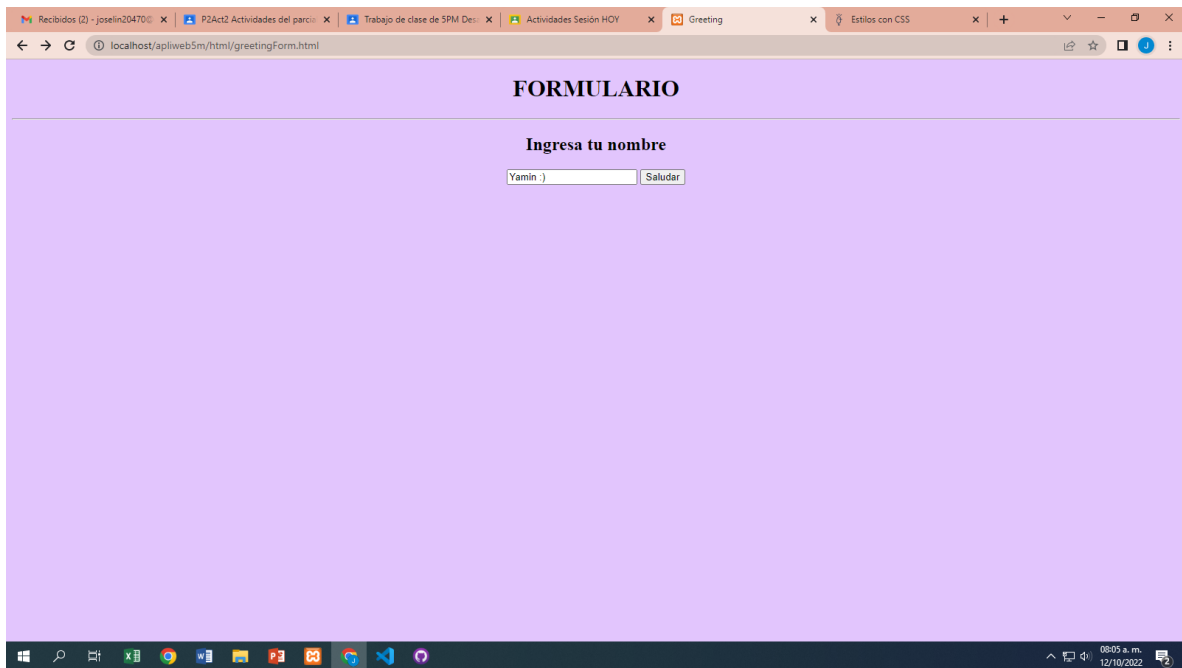 Recibidos (2) - joselin20470@
P2Act2 Actividades del parcia
Trabajo de clase de 5PM Des
Actividades Sesión HOY
Greeting
Estilos con CSS
localhost/apliweb5m/html/greetingForm.html
J
FORMULARIO
Ingresa tu nombre
Yamin :) Saludar
08:05 a. m.
12/10/2022
2